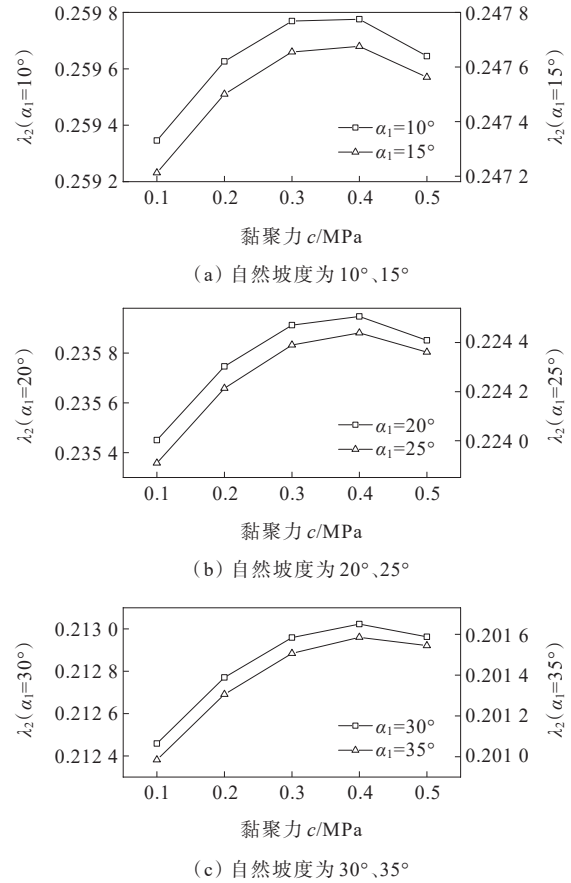 0.259 8
0.259 6
0.259 4
0.259 2
λ₂(α₁=10°)
0.247 8
0.247 6
0.247 4
0.247 2
λ₂(α₁=15°)
α₁=10°
α₁=15°
0.1 0.2 0.3 0.4 0.5
黏聚力 c/MPa
(a) 自然坡度为10°、15°
0.235 8
0.235 6
0.235 4
λ₂(α₁=20°)
0.224 4
0.224 2
0.224 0
λ₂(α₁=25°)
α₁=20°
α₁=25°
0.1 0.2 0.3 0.4 0.5
黏聚力 c/MPa
(b) 自然坡度为20°、25°
0.213 0
0.212 8
0.212 6
0.212 4
λ₂(α₁=30°)
0.201 6
0.201 4
0.201 2
0.201 0
λ₂(α₁=35°)
α₁=30°
α₁=35°
0.1 0.2 0.3 0.4 0.5
黏聚力 c/MPa
(c) 自然坡度为30°、35°